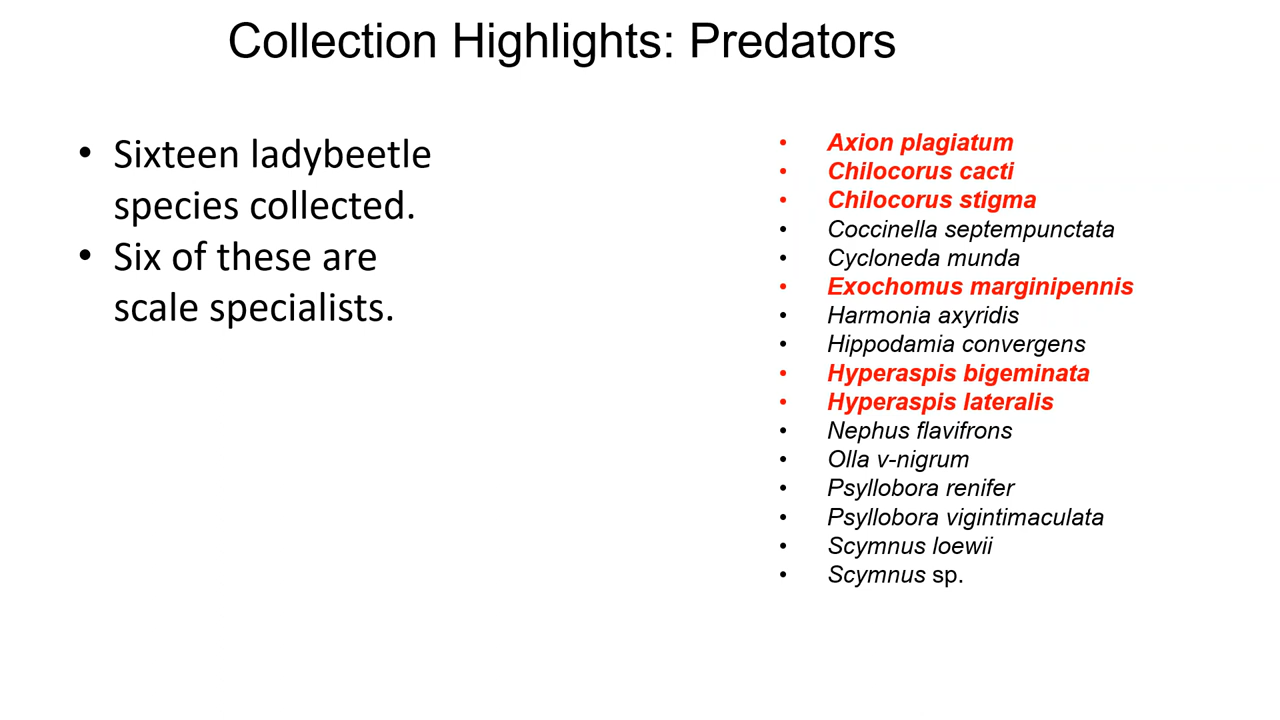 Collection Highlights: Predators
• Sixteen ladybeetle
species collected.
• Six of these are
scale specialists.
• Axion plagiatum
• Chilocorus cacti
• Chilocorus stigma
• Coccinella septempunctata
• Cycloneda munda
• Exochomus marginipennis
• Harmonia axyridis
• Hippodamia convergens
• Hyperaspis bigeminata
• Hyperaspis lateralis
• Nephus flavifrons
• Olla v-nigrum
• Psyllobora renifer
• Psyllobora vigintimaculata
• Scymnus loewii
• Scymnus sp.